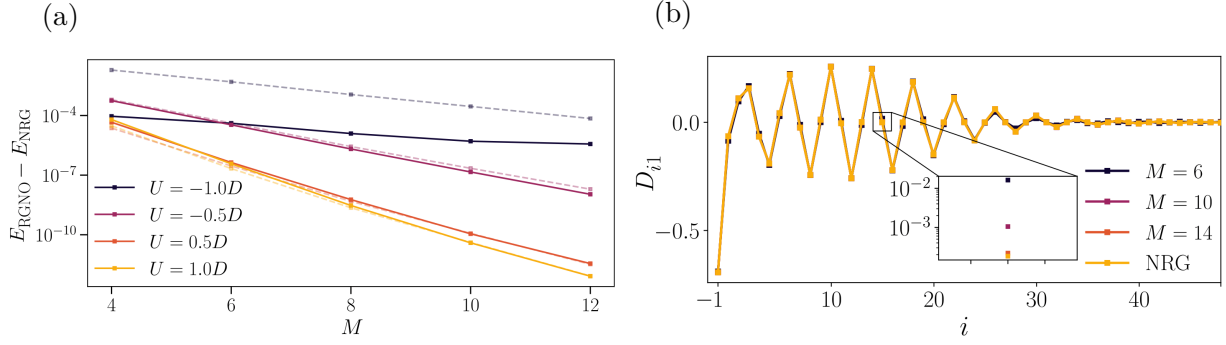 (a)
E_RGNO − E_NRG
10^−4
10^−7
10^−10
U = −1.0D
U = −0.5D
U = 0.5D
U = 1.0D
4 6 8 10 12
M
(b)
D_i1
0.0
−0.5
10^−2
10^−3
M = 6
M = 10
M = 14
NRG
−1 10 20 30 40
i